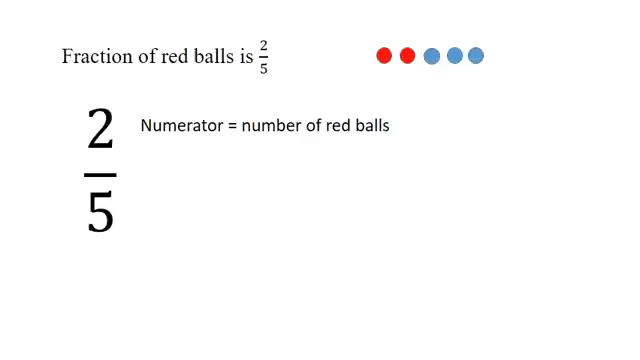 Fraction of red balls is 2/5
2
5
Numerator = number of red balls